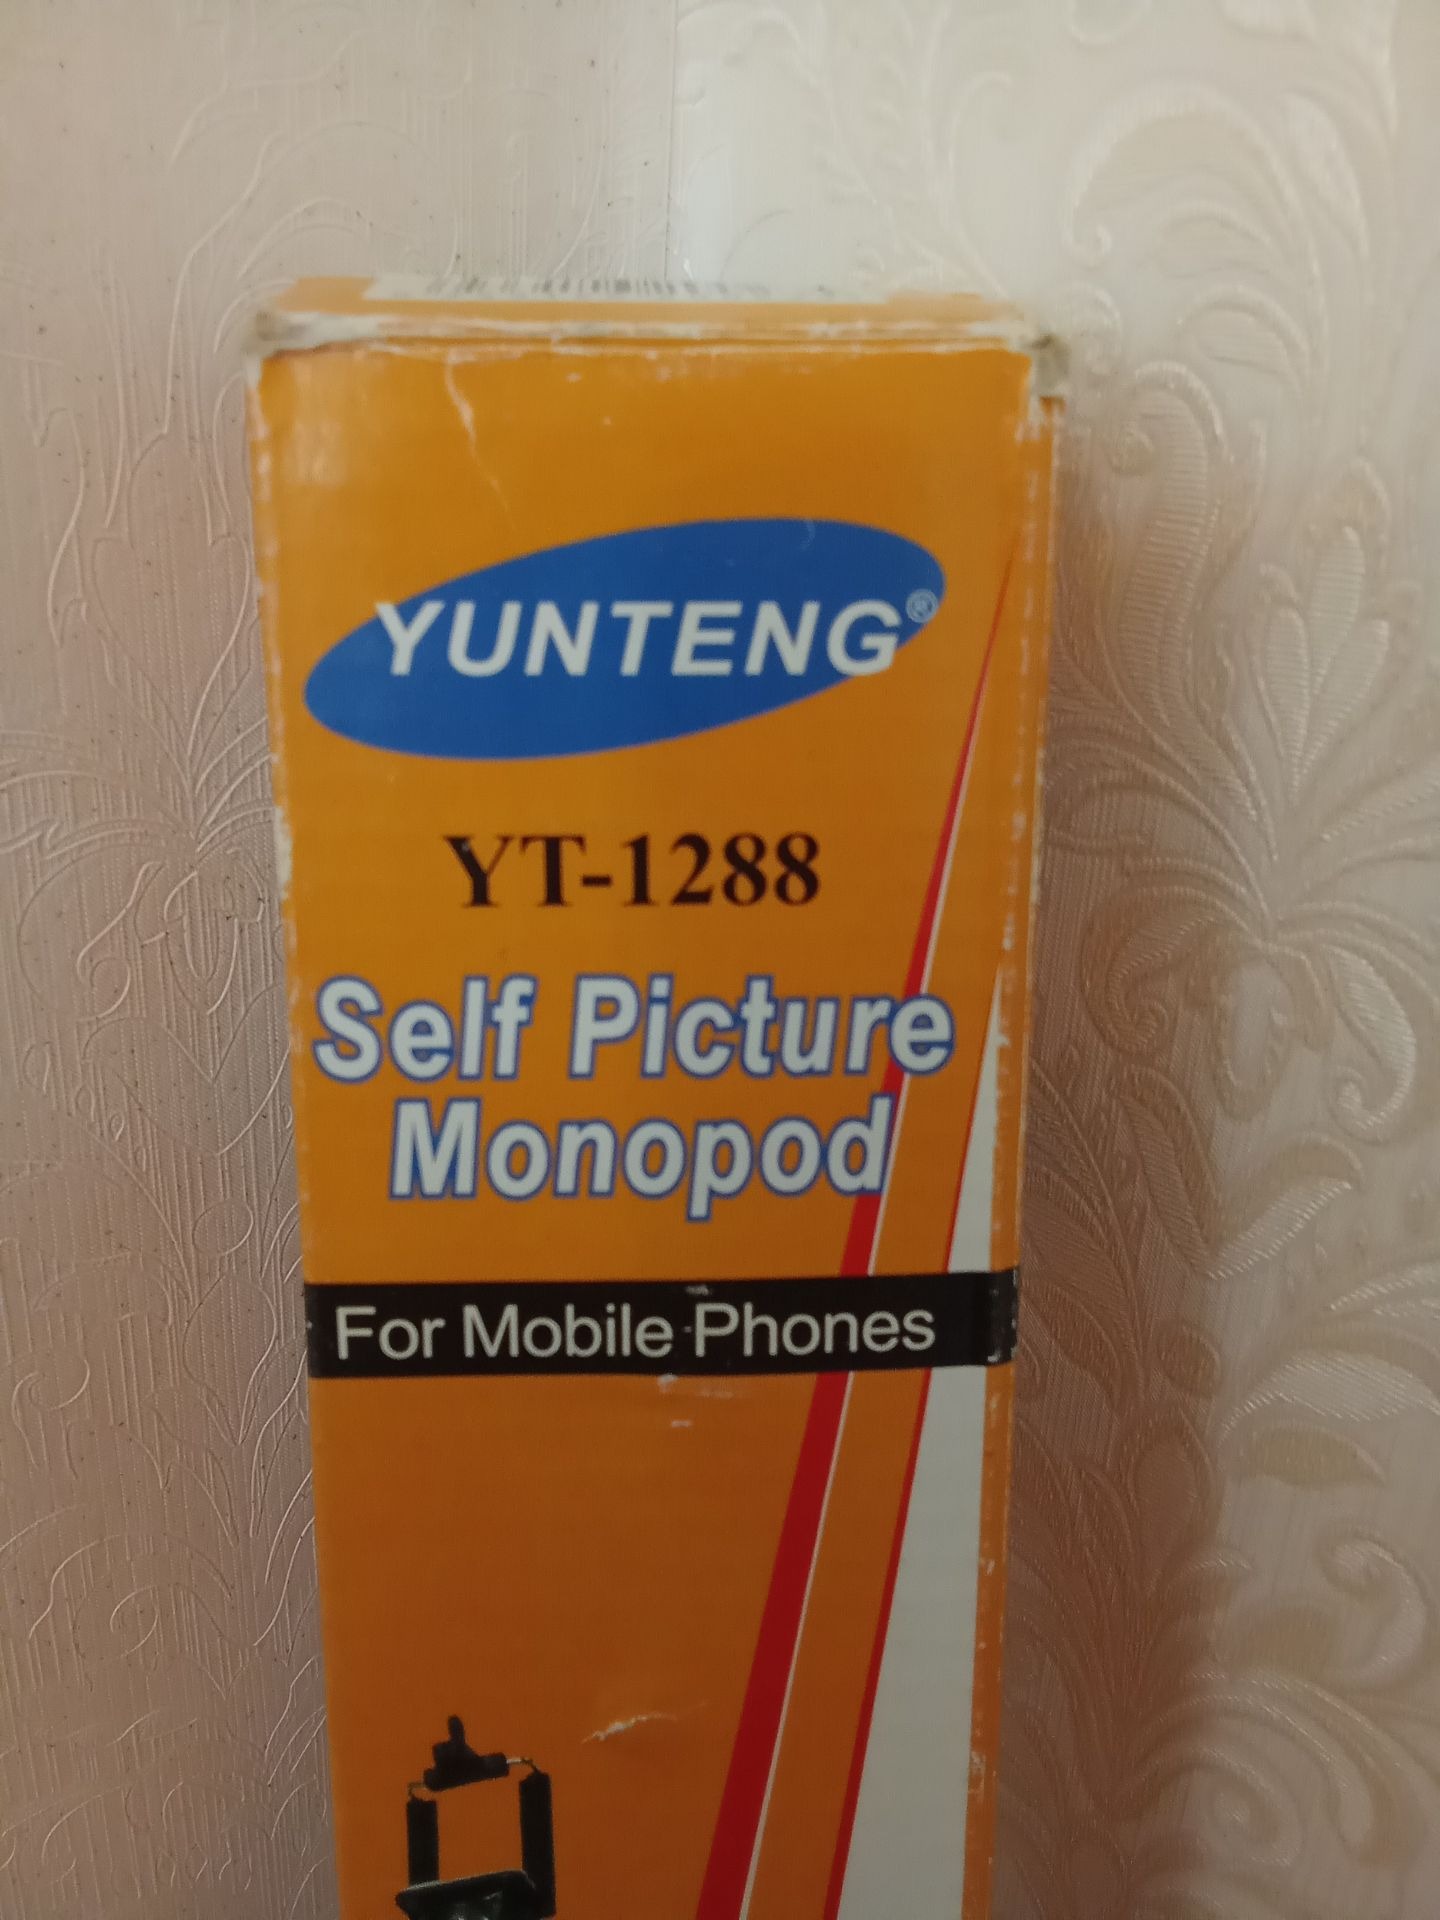 YUNTENG®
YT-1288
Self Picture
Monopod
For Mobile Phones